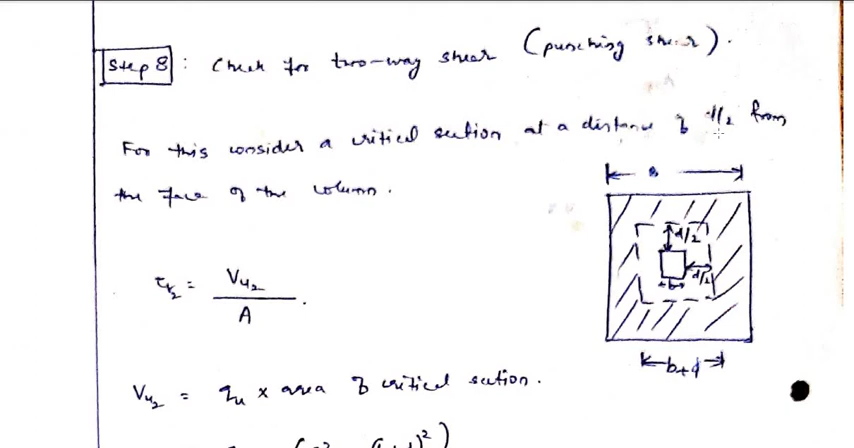 Step 8 : Check for two-way shear (punching shear).
For this consider a critical section at a distance of d/2 from
the face of the column.
B
d/2
d/2
b
b+d
τv2 = Vu2 / A .
Vu2 = qu × area of critical section.